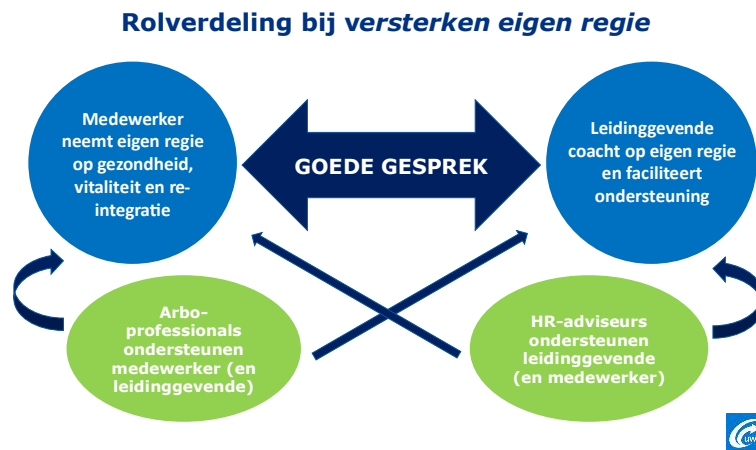 Rolverdeling bij versterken eigen regie
Medewerker
neemt eigen regie
op gezondheid,
vitaliteit en re-
integratie
GOEDE GESPREK
Leidinggevende
coacht op eigen regie
en faciliteert
ondersteuning
Arbo-
professionals
ondersteunen
medewerker (en
leidinggevende)
HR-adviseurs
ondersteunen
leidinggevende
(en medewerker)
uw